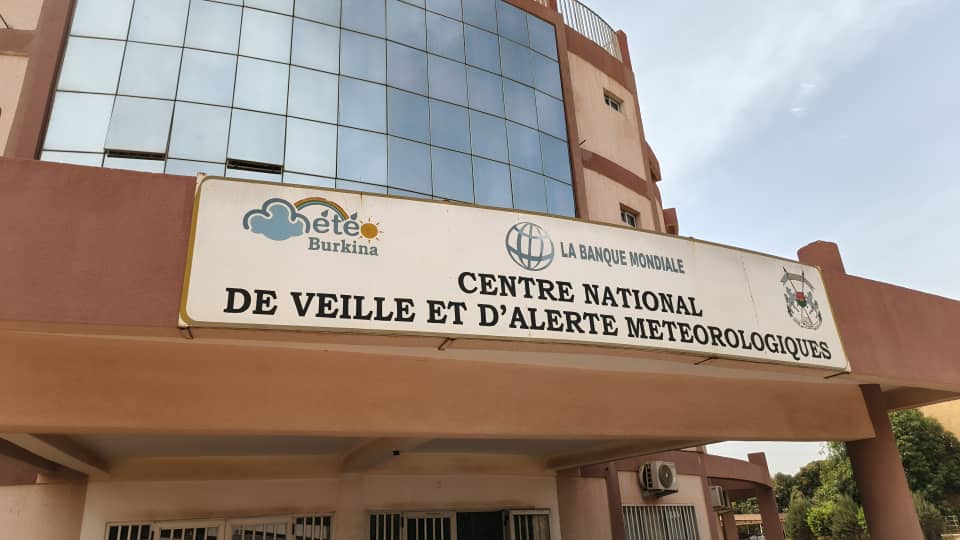 Météo
Burkina
LA BANQUE MONDIALE
CENTRE NATIONAL
DE VEILLE ET D'ALERTE METEOROLOGIQUES